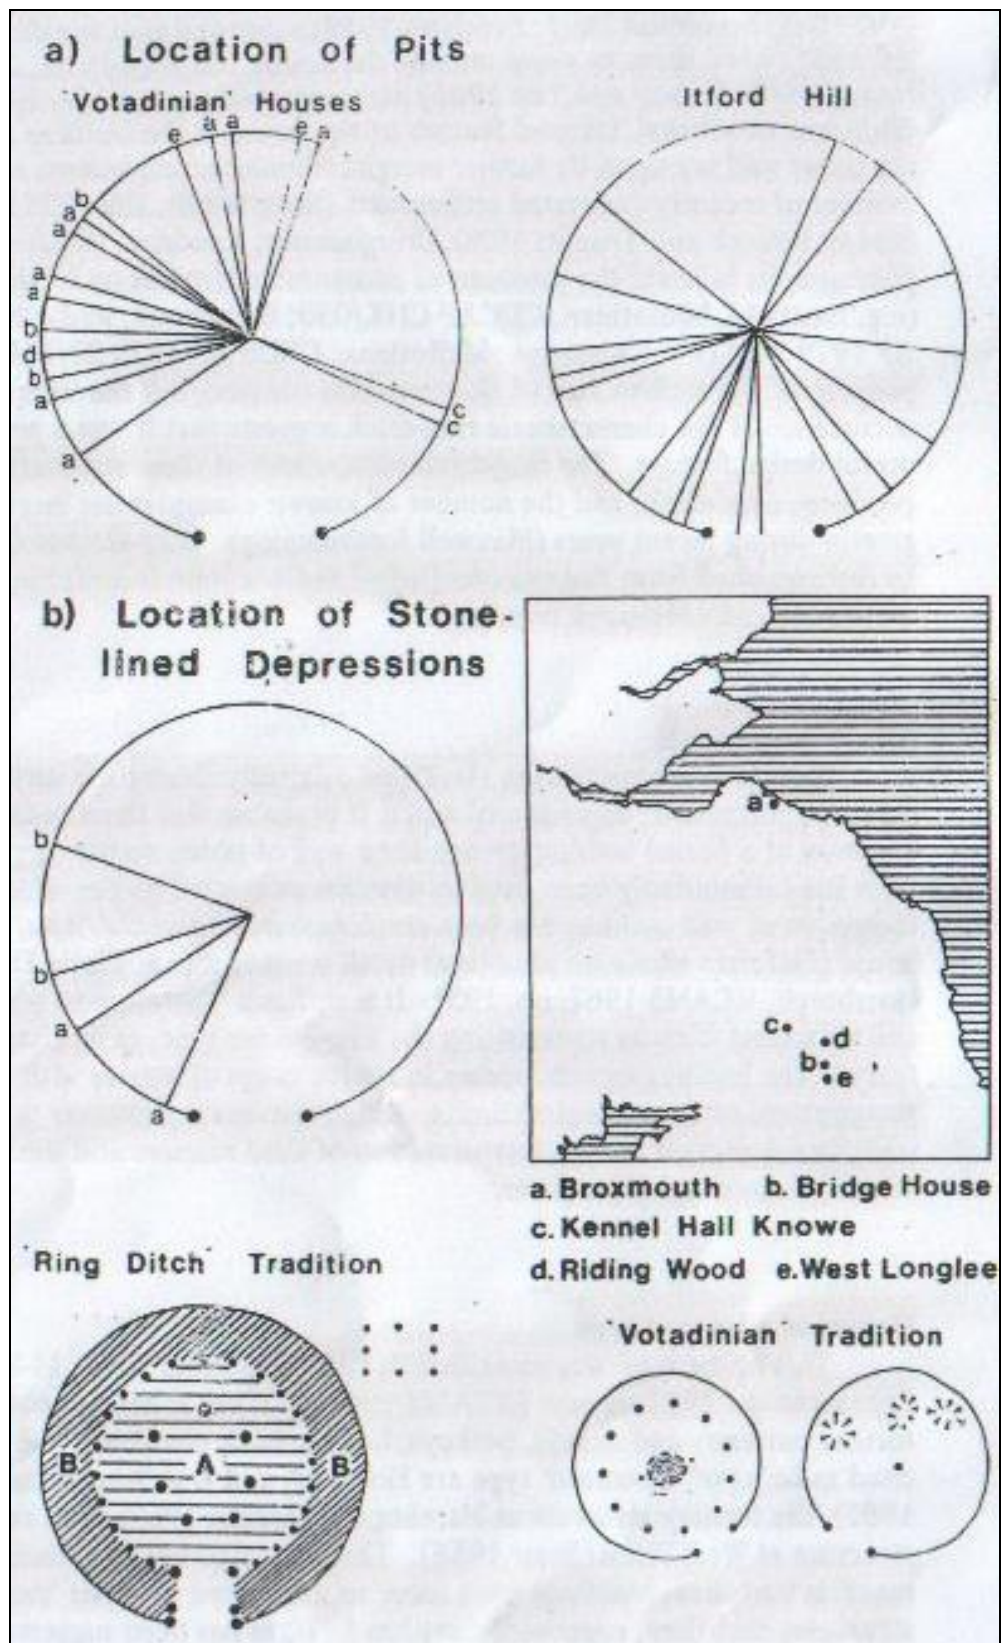 a) Location of Pits
'Votadinian' Houses
Itford Hill
e a a e a
b
a
a
a
a
b
d
b
a
a
c
c
b) Location of Stone-
lined Depressions
b
b
a
a
a
c
d
b
e
a. Broxmouth b. Bridge House
c. Kennel Hall Knowe
d. Riding Wood e. West Longlee
'Ring Ditch' Tradition
B A B
'Votadinian' Tradition